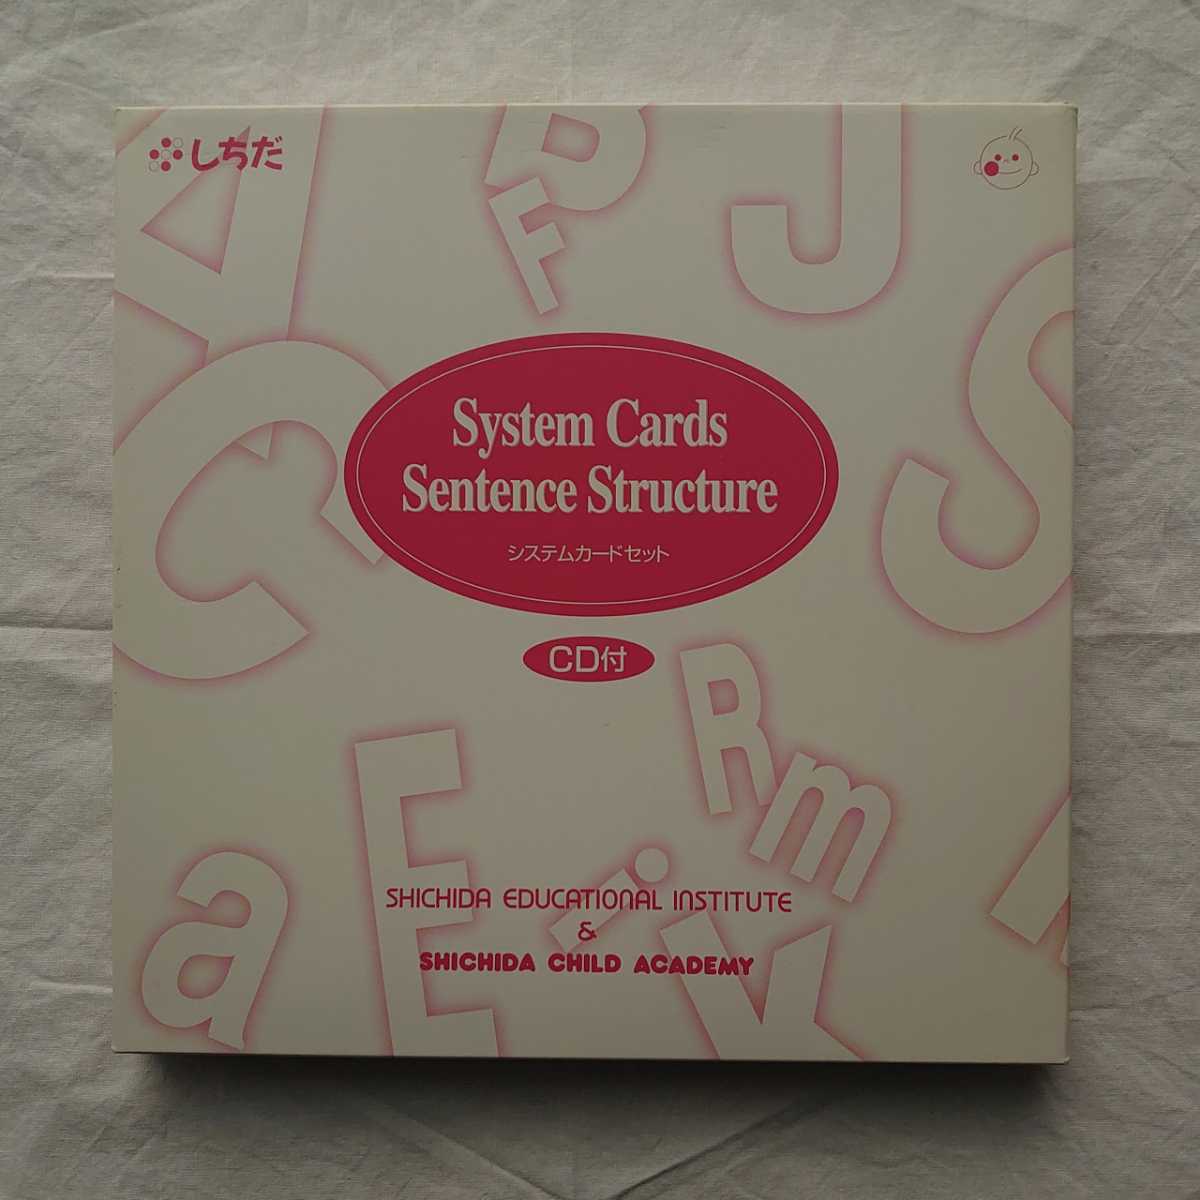 しちだ
System Cards
Sentence Structure
システムカードセット
CD付
SHICHIDA EDUCATIONAL INSTITUTE
&
SHICHIDA CHILD ACADEMY